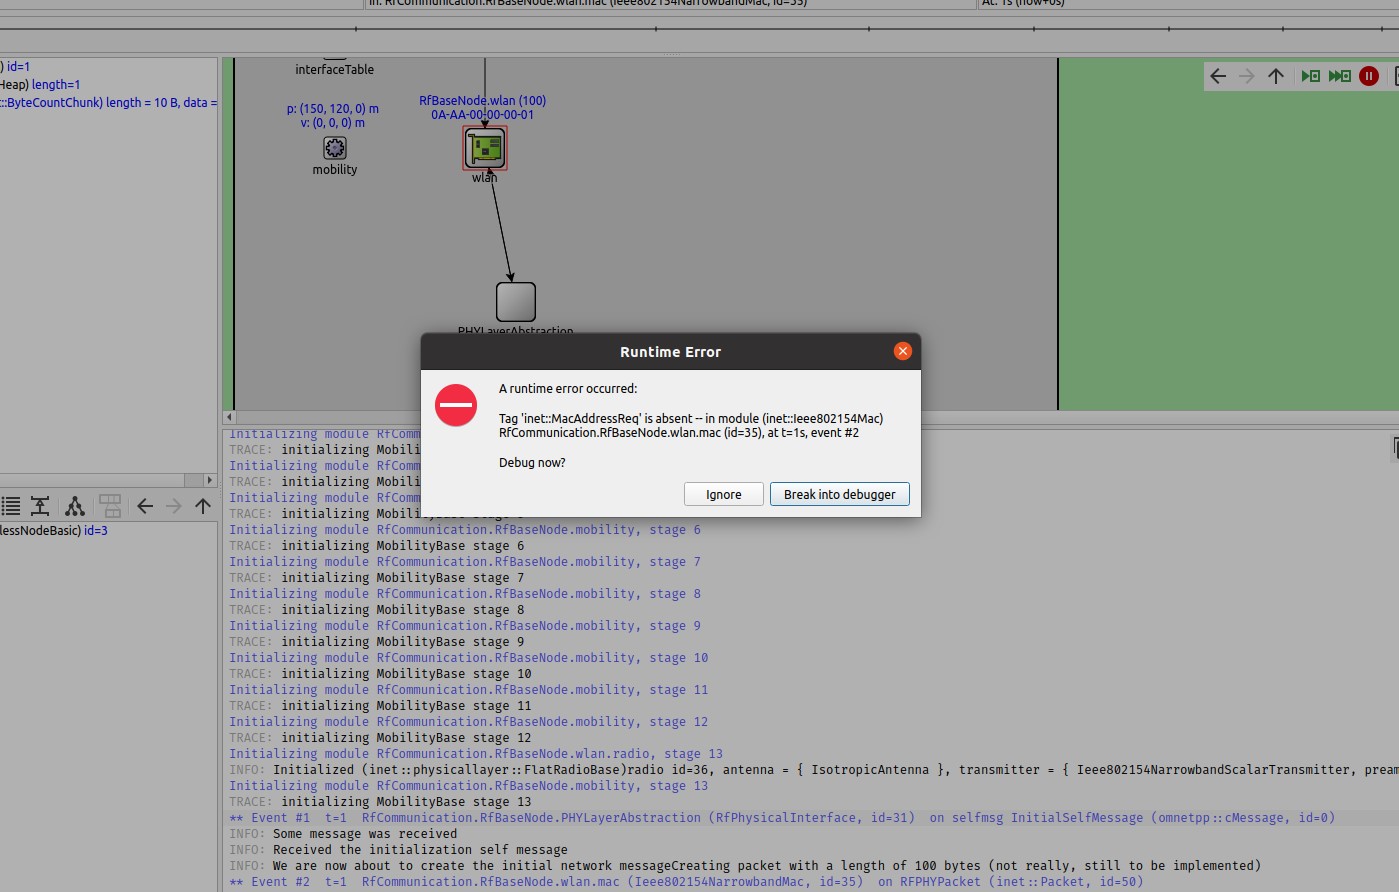 In: RfCommunication.RfBaseNode.wlan.mac (Ieee802154NarrowbandMac, id=35)
At: 1s (now+0s)
) id=1
Heap) length=1
::ByteCountChunk) length = 10 B, data =
interfaceTable
p: (150, 120, 0) m
v: (0, 0, 0) m
mobility
RfBaseNode.wlan (100)
0A-AA-00-00-00-01
wlan
PHYLayerAbstraction
Runtime Error
A runtime error occurred:
Tag 'inet::MacAddressReq' is absent -- in module (inet::Ieee802154Mac)
RfCommunication.RfBaseNode.wlan.mac (id=35), at t=1s, event #2
Debug now?
Ignore
Break into debugger
lessNodeBasic) id=3
Initializing module RfComm
TRACE: initializing Mobili
Initializing module RfComm
TRACE: initializing Mobili
Initializing module RfComm
TRACE: initializing
Initializing module RfCommunication.RfBaseNode.mobility, stage 6
TRACE: initializing MobilityBase stage 6
Initializing module RfCommunication.RfBaseNode.mobility, stage 7
TRACE: initializing MobilityBase stage 7
Initializing module RfCommunication.RfBaseNode.mobility, stage 8
TRACE: initializing MobilityBase stage 8
Initializing module RfCommunication.RfBaseNode.mobility, stage 9
TRACE: initializing MobilityBase stage 9
Initializing module RfCommunication.RfBaseNode.mobility, stage 10
TRACE: initializing MobilityBase stage 10
Initializing module RfCommunication.RfBaseNode.mobility, stage 11
TRACE: initializing MobilityBase stage 11
Initializing module RfCommunication.RfBaseNode.mobility, stage 12
TRACE: initializing MobilityBase stage 12
Initializing module RfCommunication.RfBaseNode.wlan.radio, stage 13
INFO: Initialized (inet::physicallayer::FlatRadioBase)radio id=36, antenna = { IsotropicAntenna }, transmitter = { Ieee802154NarrowbandScalarTransmitter, pream
Initializing module RfCommunication.RfBaseNode.mobility, stage 13
TRACE: initializing MobilityBase stage 13
** Event #1 t=1 RfCommunication.RfBaseNode.PHYLayerAbstraction (RfPhysicalInterface, id=31) on selfmsg InitialSelfMessage (omnetpp::cMessage, id=0)
INFO: Some message was received
INFO: Received the initialization self message
INFO: We are now about to create the initial network messageCreating packet with a length of 100 bytes (not really, still to be implemented)
** Event #2 t=1 RfCommunication.RfBaseNode.wlan.mac (Ieee802154NarrowbandMac, id=35) on RFPHYPacket (inet::Packet, id=50)